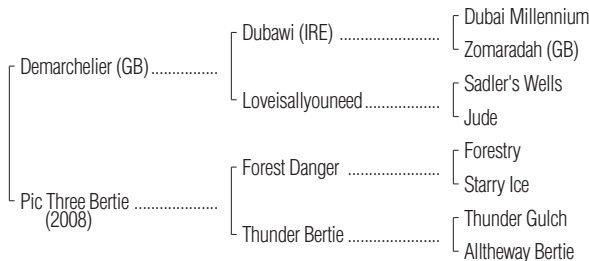 Dubai Millennium
Dubawi (IRE) ....................
Zomaradah (GB)
Demarchelier (GB)..............
Sadler's Wells
Loveisallyouneed................
Jude
Forestry
Forest Danger ...................
Starry Ice
Pic Three Bertie .................
(2008)
Thunder Gulch
Thunder Bertie ...................
Alltheway Bertie